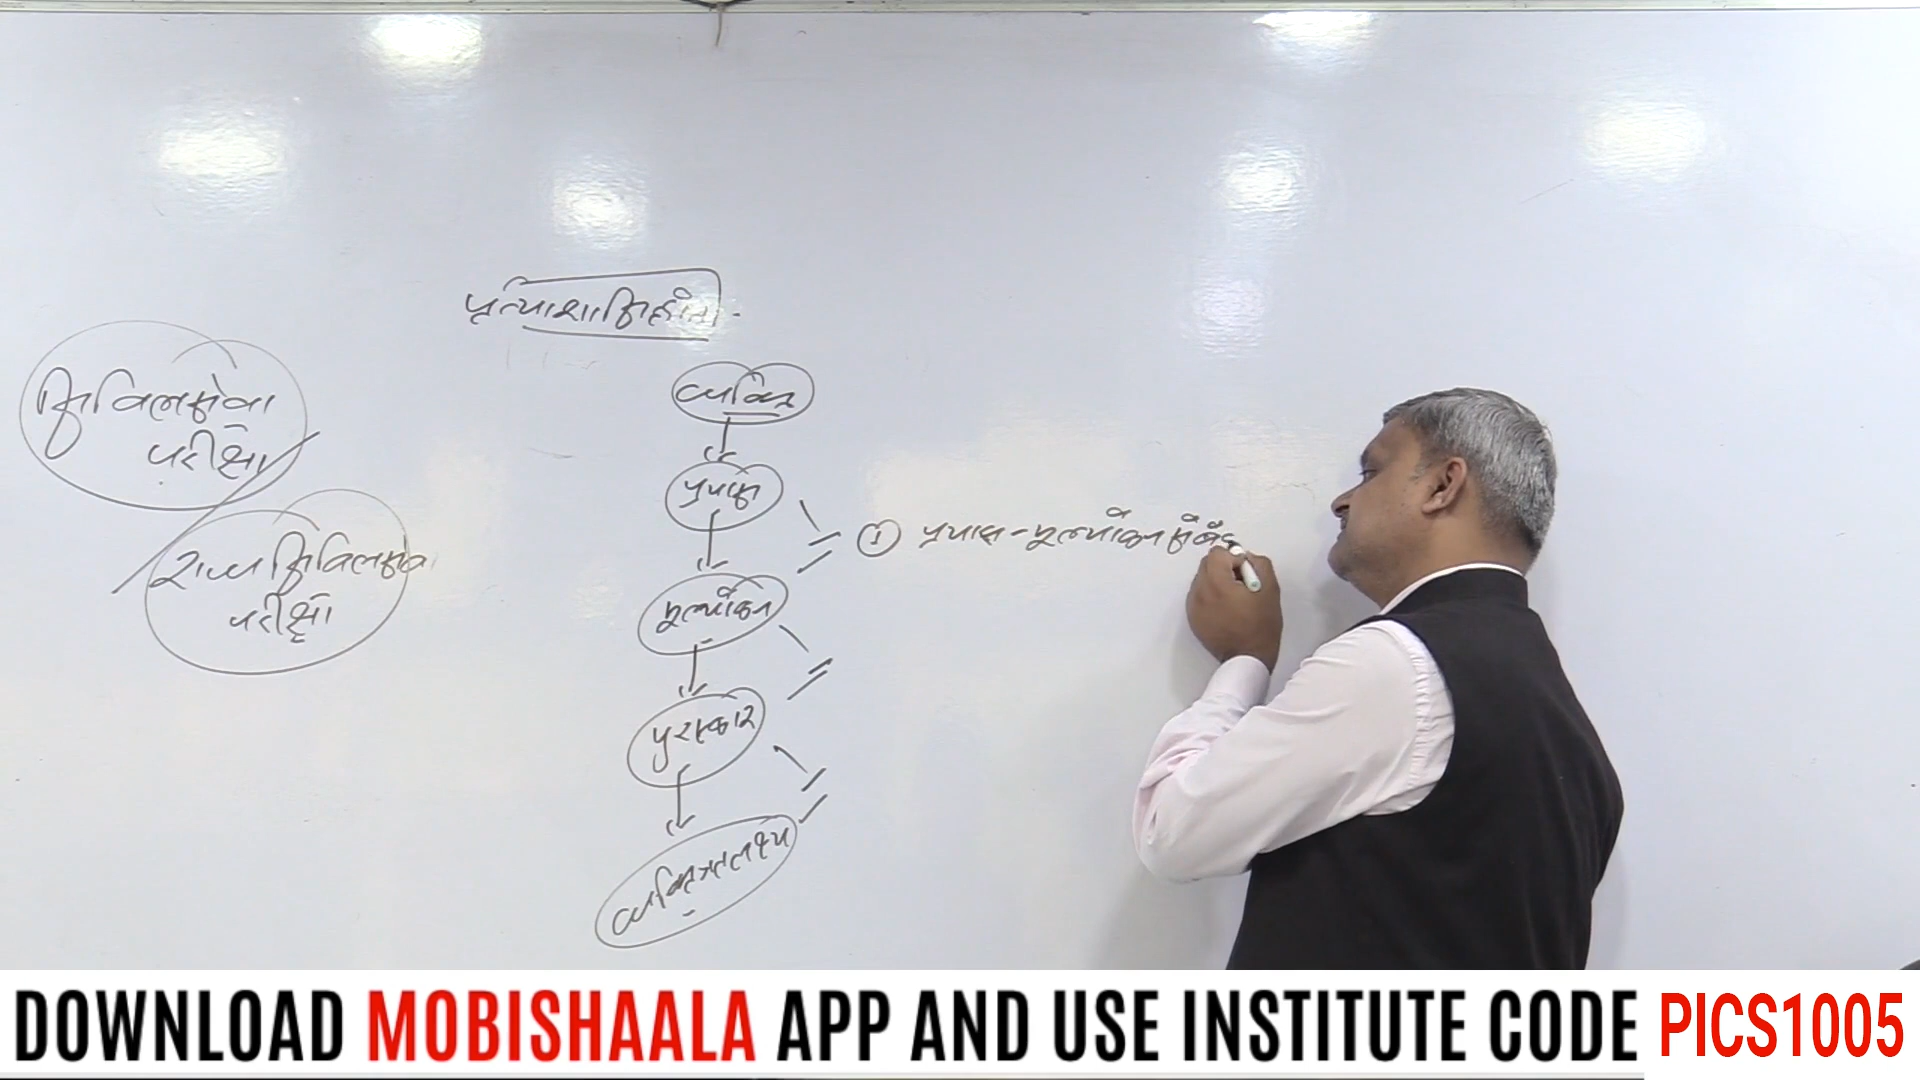 प्रत्याशा सिद्धांत -
सिविल सेवा
परीक्षा
राज्य सिविल सेवा
परीक्षा
व्यक्ति
प्रयास
मूल्यांकन
पुरस्कार
व्यक्तिगत लक्ष्य
① प्रयास - मूल्यांकन संबंध
DOWNLOAD MOBISHAALA APP AND USE INSTITUTE CODE PICS1005